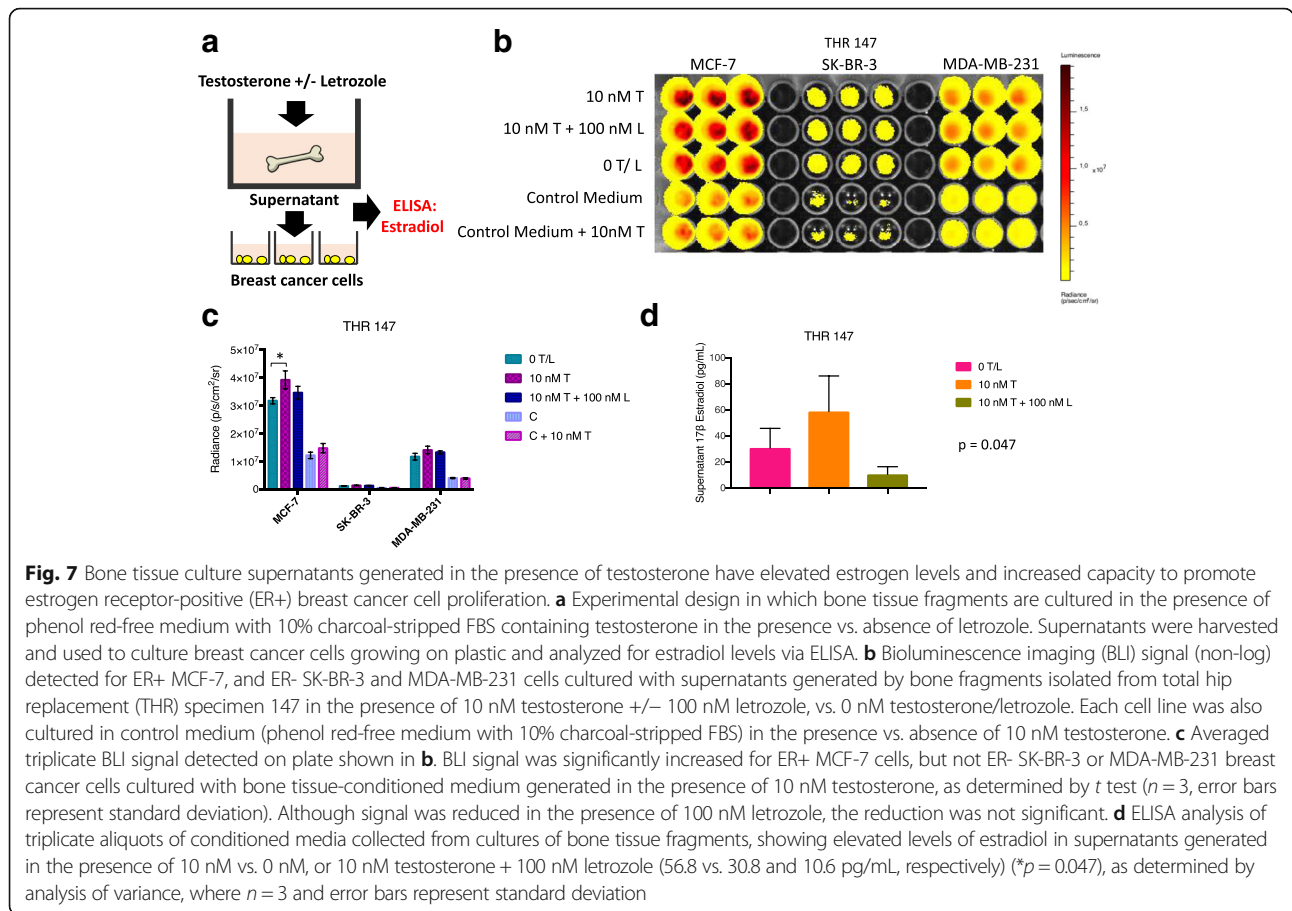 a
Testosterone +/- Letrozole
Supernatant
ELISA:
Estradiol
Breast cancer cells
b
THR 147
MCF-7 SK-BR-3 MDA-MB-231
10 nM T
10 nM T + 100 nM L
0 T/ L
Control Medium
Control Medium + 10nM T
Luminescence
1,5
1,0
x10⁷
0,5
Radiance
(p/sec/cm²/sr)
c
THR 147
Radiance (p/s/cm2/sr)
5×10⁷
4×10⁷
3×10⁷
2×10⁷
1×10⁷
0
*
MCF-7
SK-BR-3
MDA-MB-231
0 T/L
10 nM T
10 nM T + 100 nM L
C
C + 10 nM T
d
THR 147
Supernatant 17β Estradiol (pg/mL)
100
80
60
40
20
0
0 T/L
10 nM T
10 nM T + 100 nM L
p = 0.047
Fig. 7 Bone tissue culture supernatants generated in the presence of testosterone have elevated estrogen levels and increased capacity to promote
estrogen receptor-positive (ER+) breast cancer cell proliferation. a Experimental design in which bone tissue fragments are cultured in the presence of
phenol red-free medium with 10% charcoal-stripped FBS containing testosterone in the presence vs. absence of letrozole. Supernatants were harvested
and used to culture breast cancer cells growing on plastic and analyzed for estradiol levels via ELISA. b Bioluminescence imaging (BLI) signal (non-log)
detected for ER+ MCF-7, and ER- SK-BR-3 and MDA-MB-231 cells cultured with supernatants generated by bone fragments isolated from total hip
replacement (THR) specimen 147 in the presence of 10 nM testosterone +/− 100 nM letrozole, vs. 0 nM testosterone/letrozole. Each cell line was also
cultured in control medium (phenol red-free medium with 10% charcoal-stripped FBS) in the presence vs. absence of 10 nM testosterone. c Averaged
triplicate BLI signal detected on plate shown in b. BLI signal was significantly increased for ER+ MCF-7 cells, but not ER- SK-BR-3 or MDA-MB-231 breast
cancer cells cultured with bone tissue-conditioned medium generated in the presence of 10 nM testosterone, as determined by t test (n = 3, error bars
represent standard deviation). Although signal was reduced in the presence of 100 nM letrozole, the reduction was not significant. d ELISA analysis of
triplicate aliquots of conditioned media collected from cultures of bone tissue fragments, showing elevated levels of estradiol in supernatants generated
in the presence of 10 nM vs. 0 nM, or 10 nM testosterone + 100 nM letrozole (56.8 vs. 30.8 and 10.6 pg/mL, respectively) (*p = 0.047), as determined by
analysis of variance, where n = 3 and error bars represent standard deviation